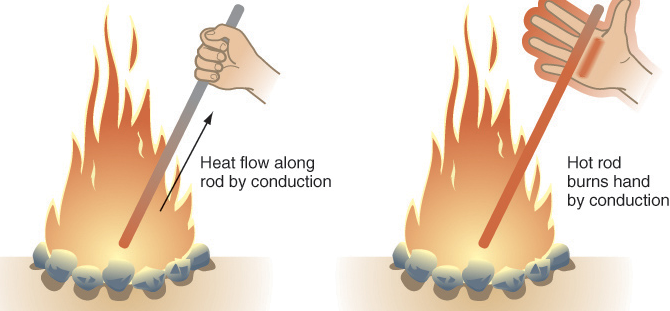 Heat flow along
rod by conduction
Hot rod
burns hand
by conduction